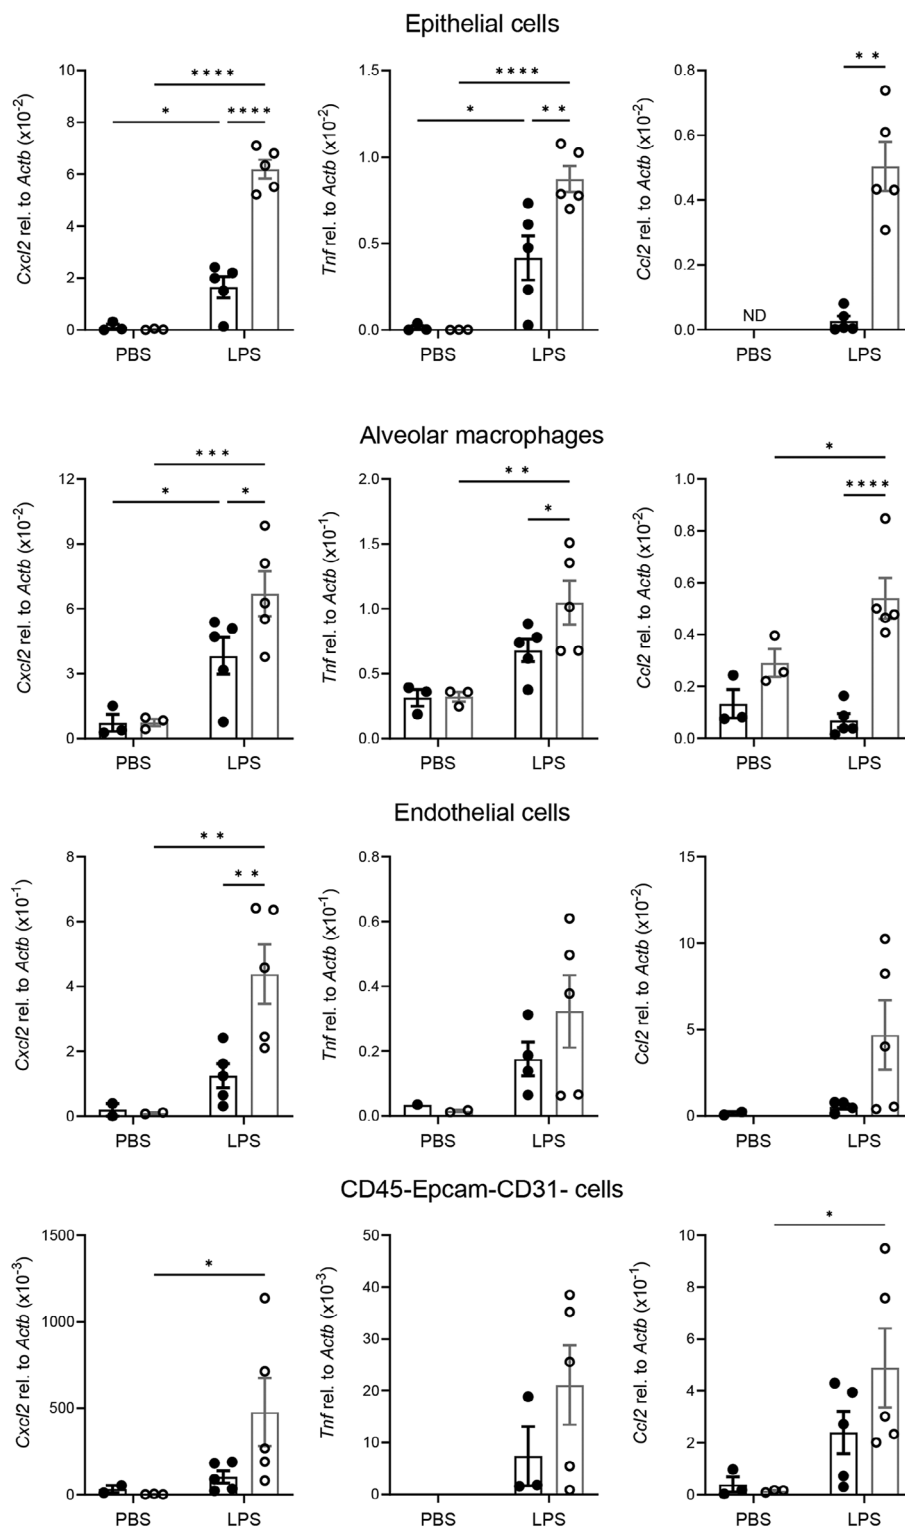 Epithelial cells
**** 
* ****
Cxcl2 rel. to Actb (x10-2)
10
8
6
4
2
0
PBS LPS
****
* **
Tnf rel. to Actb (x10-2)
1.5
1.0
0.5
0.0
PBS LPS
**
Ccl2 rel. to Actb (x10-2)
0.8
0.6
0.4
0.2
0.0
ND
PBS LPS
Alveolar macrophages
***
* *
Cxcl2 rel. to Actb (x10-2)
12
9
6
3
0
PBS LPS
**
*
Tnf rel. to Actb (x10-1)
2.0
1.5
1.0
0.5
0.0
PBS LPS
*
****
Ccl2 rel. to Actb (x10-2)
1.0
0.8
0.6
0.4
0.2
0.0
PBS LPS
Endothelial cells
**
**
Cxcl2 rel. to Actb (x10-1)
8
6
4
2
0
PBS LPS
Tnf rel. to Actb (x10-1)
0.8
0.6
0.4
0.2
0.0
PBS LPS
Ccl2 rel. to Actb (x10-2)
15
10
5
0
PBS LPS
CD45-Epcam-CD31- cells
*
Cxcl2 rel. to Actb (x10-3)
1500
1000
500
0
PBS LPS
Tnf rel. to Actb (x10-3)
50
40
30
20
10
0
PBS LPS
*
Ccl2 rel. to Actb (x10-1)
10
8
6
4
2
0
PBS LPS